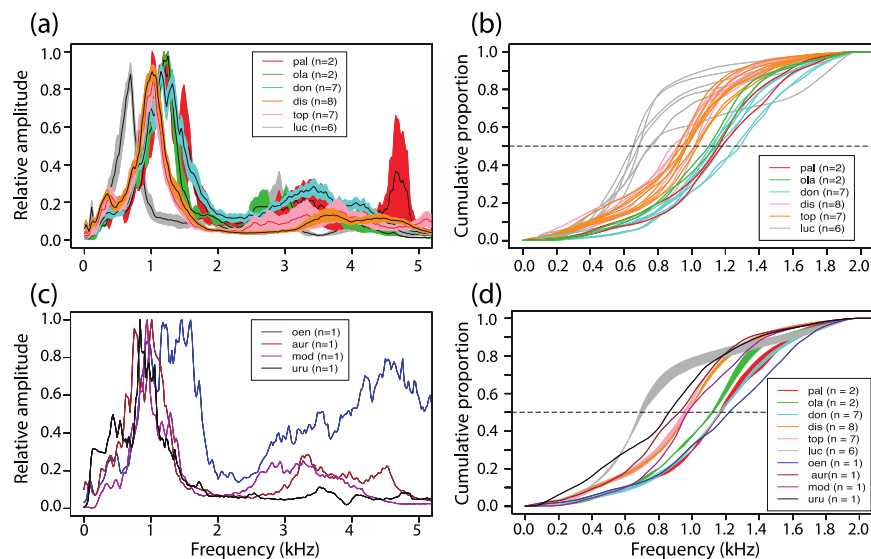 (a)
Relative amplitude
1.0
0.8
0.6
0.4
0.2
0.0
pal (n=2)
ola (n=2)
don (n=7)
dis (n=8)
top (n=7)
luc (n=6)
0 1 2 3 4 5
(b)
Cumulative proportion
1.0
0.8
0.6
0.4
0.2
0.0
pal (n=2)
ola (n=2)
don (n=7)
dis (n=8)
top (n=7)
luc (n=6)
0.0 0.4 0.6 0.8 1.0 1.2 1.4 1.6 1.8 2.0
(c)
Relative amplitude
1.0
0.8
0.6
0.4
0.2
0
oen (n=1)
aur (n=1)
mod (n=1)
uru (n=1)
0 1 2 3 4 5
Frequency (kHz)
(d)
Cumulative proportion
1.0
0.8
0.6
0.4
0.2
0.0
pal (n = 2)
ola (n = 2)
don (n = 7)
dis (n = 8)
top (n = 7)
luc (n = 6)
oen (n = 1)
aur(n = 1)
mod (n = 1)
uru (n = 1)
0.0 0.2 0.4 0.6 0.8 1.0 1.2 1.4 1.6 1.8 2.0
Frequency (kHz)